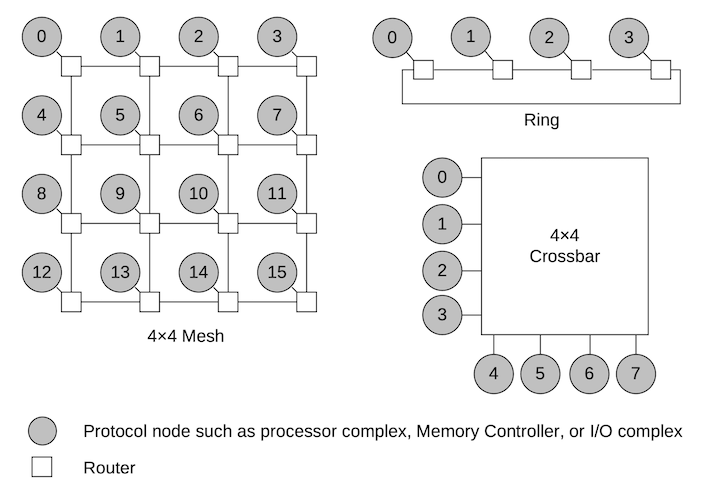 0 1 2 3
4 5 6 7
8 9 10 11
12 13 14 15
4×4 Mesh
0 1 2 3
Ring
0
1
2
3
4×4
Crossbar
4 5 6 7
Protocol node such as processor complex, Memory Controller, or I/O complex
Router